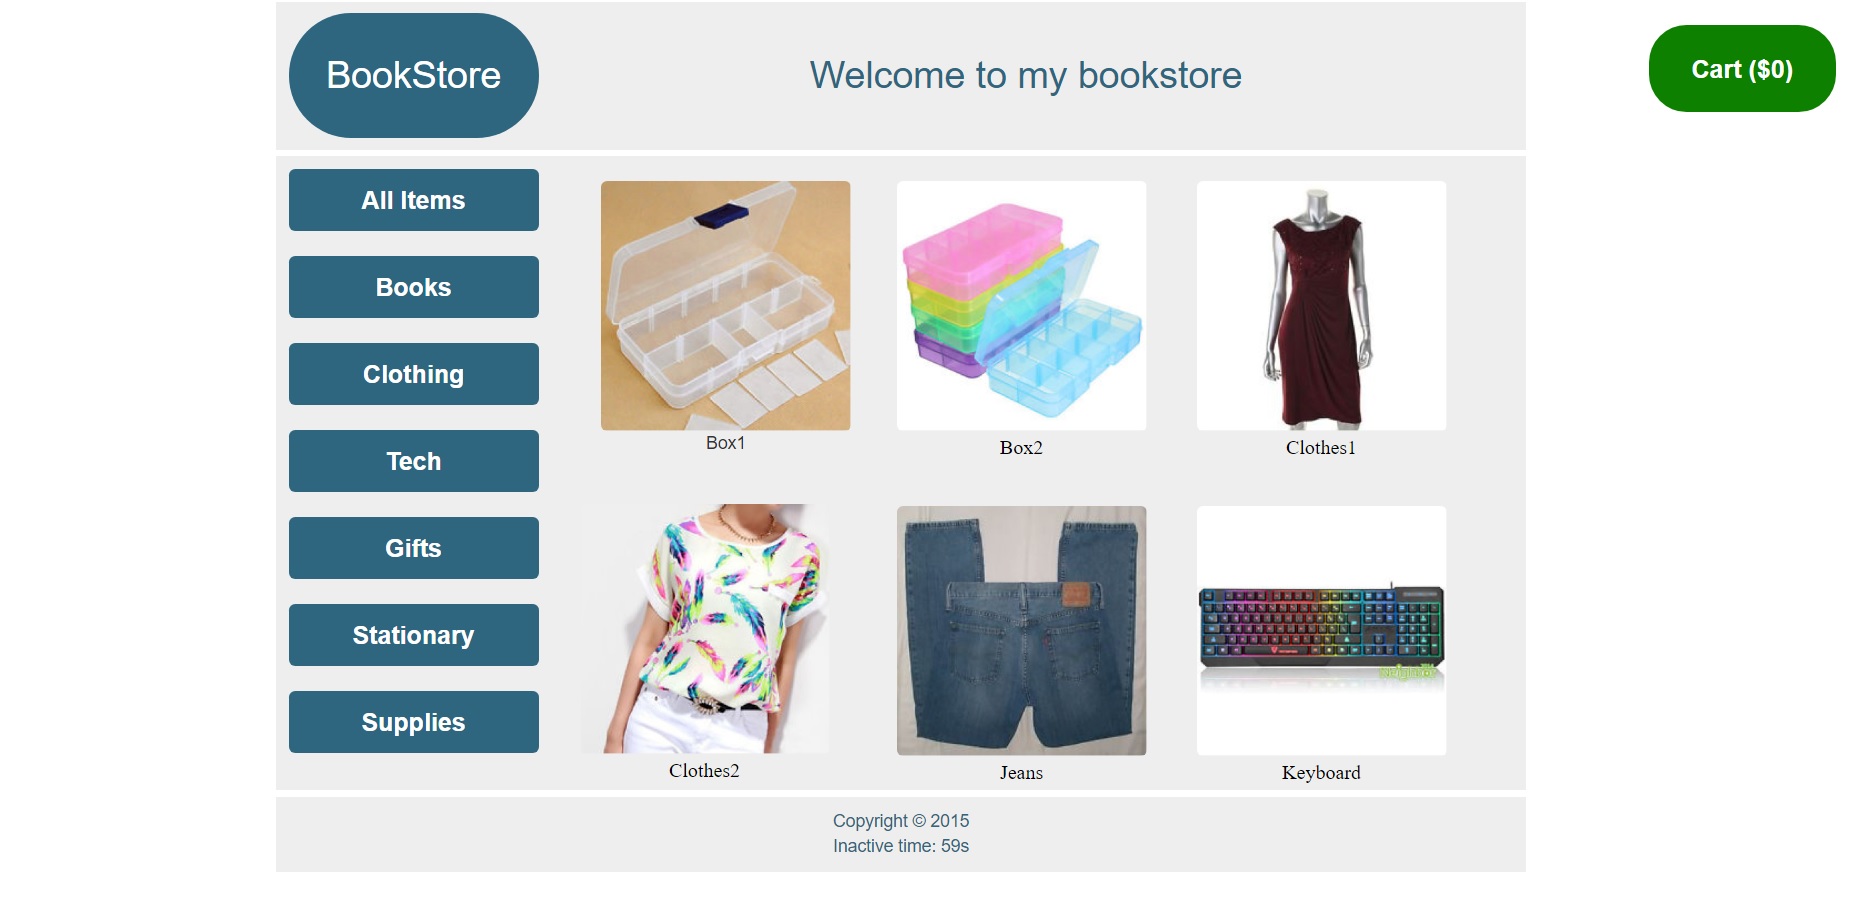 BookStore
Welcome to my bookstore
Cart ($0)
All Items
Books
Clothing
Tech
Gifts
Stationary
Supplies
Box1
Box2
Clothes1
Clothes2
Jeans
Keyboard
Copyright © 2015
Inactive time: 59s